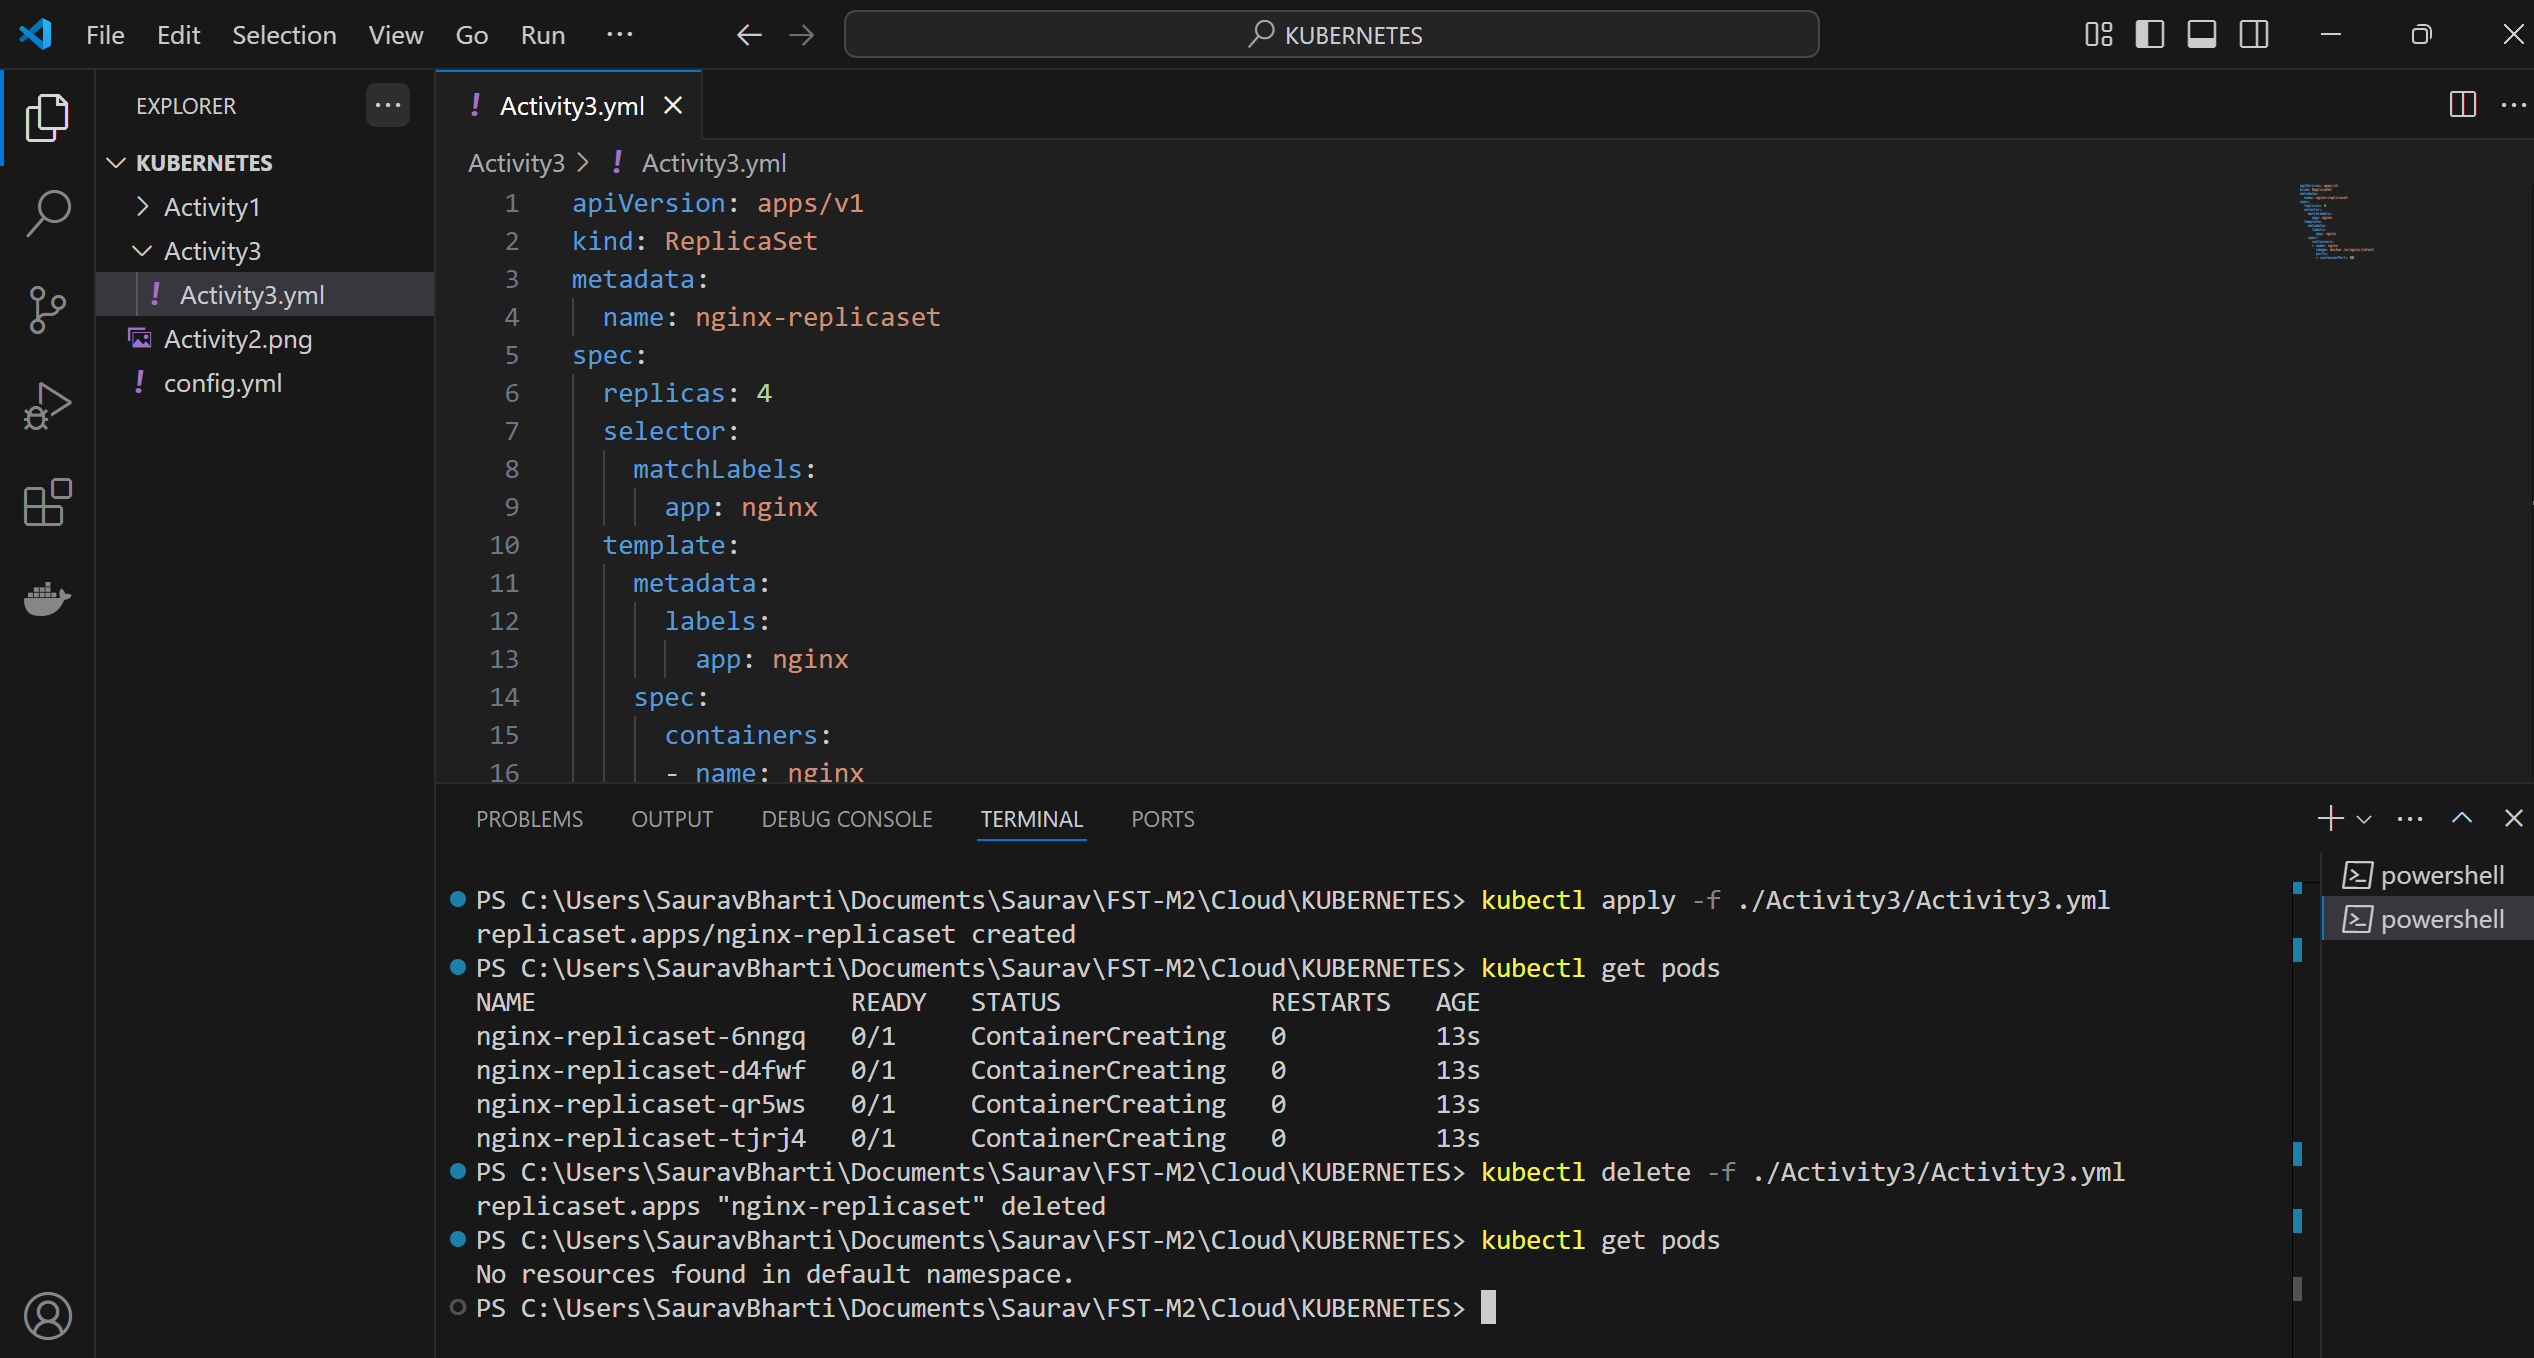 File Edit Selection View Go Run ···
KUBERNETES
EXPLORER
KUBERNETES
Activity1
Activity3
! Activity3.yml
Activity2.png
! config.yml
! Activity3.yml
Activity3 > ! Activity3.yml
1 apiVersion: apps/v1
2 kind: ReplicaSet
3 metadata:
4 name: nginx-replicaset
5 spec:
6 replicas: 4
7 selector:
8 matchLabels:
9 app: nginx
10 template:
11 metadata:
12 labels:
13 app: nginx
14 spec:
15 containers:
16 - name: nginx
PROBLEMS OUTPUT DEBUG CONSOLE TERMINAL PORTS
powershell
powershell
PS C:\Users\SauravBharti\Documents\Saurav\FST-M2\Cloud\KUBERNETES> kubectl apply -f ./Activity3/Activity3.yml
replicaset.apps/nginx-replicaset created
PS C:\Users\SauravBharti\Documents\Saurav\FST-M2\Cloud\KUBERNETES> kubectl get pods
NAME READY STATUS RESTARTS AGE
nginx-replicaset-6nngq 0/1 ContainerCreating 0 13s
nginx-replicaset-d4fwf 0/1 ContainerCreating 0 13s
nginx-replicaset-qr5ws 0/1 ContainerCreating 0 13s
nginx-replicaset-tjrj4 0/1 ContainerCreating 0 13s
PS C:\Users\SauravBharti\Documents\Saurav\FST-M2\Cloud\KUBERNETES> kubectl delete -f ./Activity3/Activity3.yml
replicaset.apps "nginx-replicaset" deleted
PS C:\Users\SauravBharti\Documents\Saurav\FST-M2\Cloud\KUBERNETES> kubectl get pods
No resources found in default namespace.
PS C:\Users\SauravBharti\Documents\Saurav\FST-M2\Cloud\KUBERNETES>